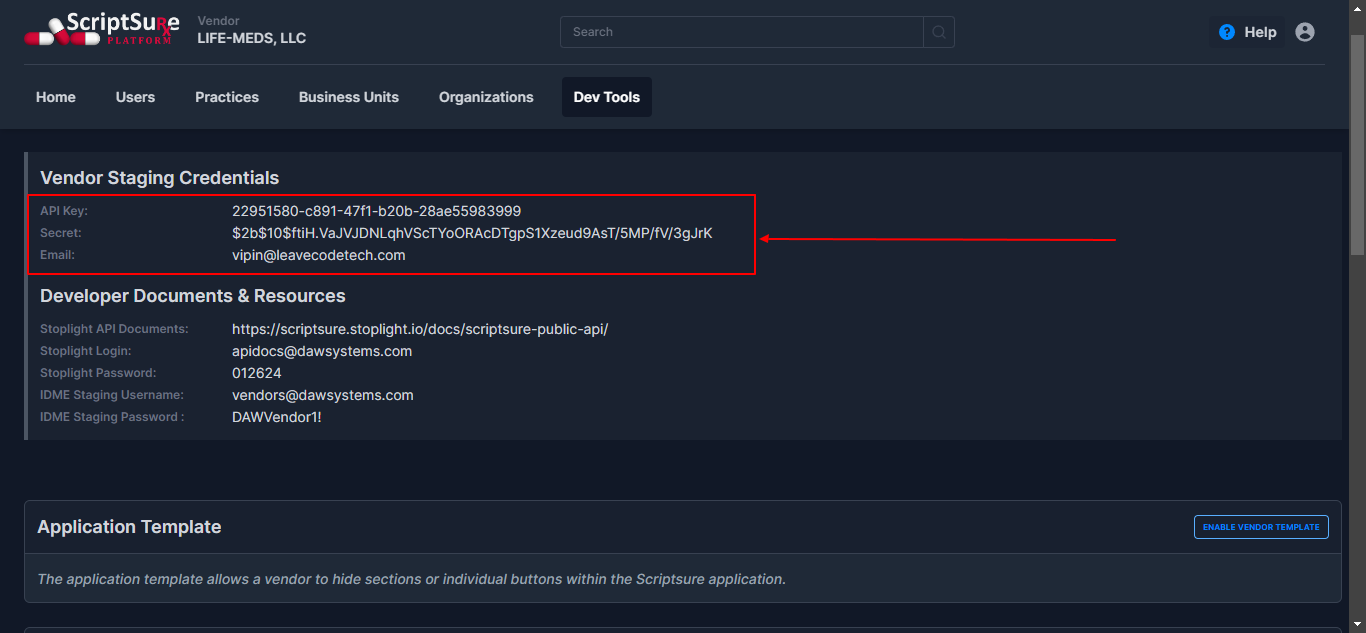 ScriptSuRxe
PLATFORM
Vendor
LIFE-MEDS, LLC
Search
? Help
Home Users Practices Business Units Organizations Dev Tools
Vendor Staging Credentials
API Key: 22951580-c891-47f1-b20b-28ae55983999
Secret: $2b$10$ftiH.VaJVJDNLqhVScTYoORAcDTgpS1Xzeud9AsT/5MP/fV/3gJrK
Email: vipin@leavecodetech.com
Developer Documents & Resources
Stoplight API Documents: https://scriptsure.stoplight.io/docs/scriptsure-public-api/
Stoplight Login: apidocs@dawsystems.com
Stoplight Password: 012624
IDME Staging Username: vendors@dawsystems.com
IDME Staging Password : DAWVendor1!
Application Template
ENABLE VENDOR TEMPLATE
The application template allows a vendor to hide sections or individual buttons within the Scriptsure application.